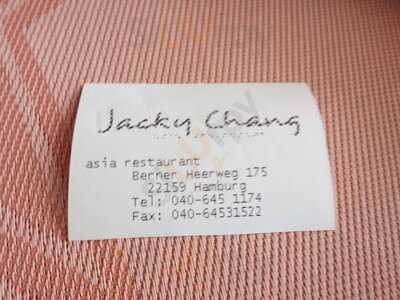 Jacky Chang
asia restaurant
Berner Heerweg 175
22159 Hamburg
Tel: 040-645 1174
Fax: 040-64531522